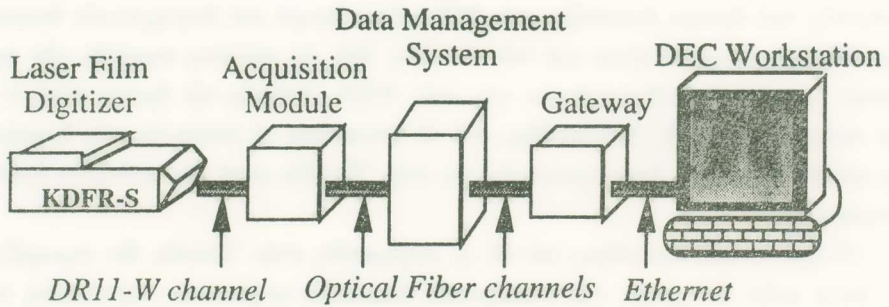 Data Management
System
Laser Film
Digitizer
Acquisition
Module
Gateway
DEC Workstation
KDFR-S
DR11-W channel
Optical Fiber channels
Ethernet